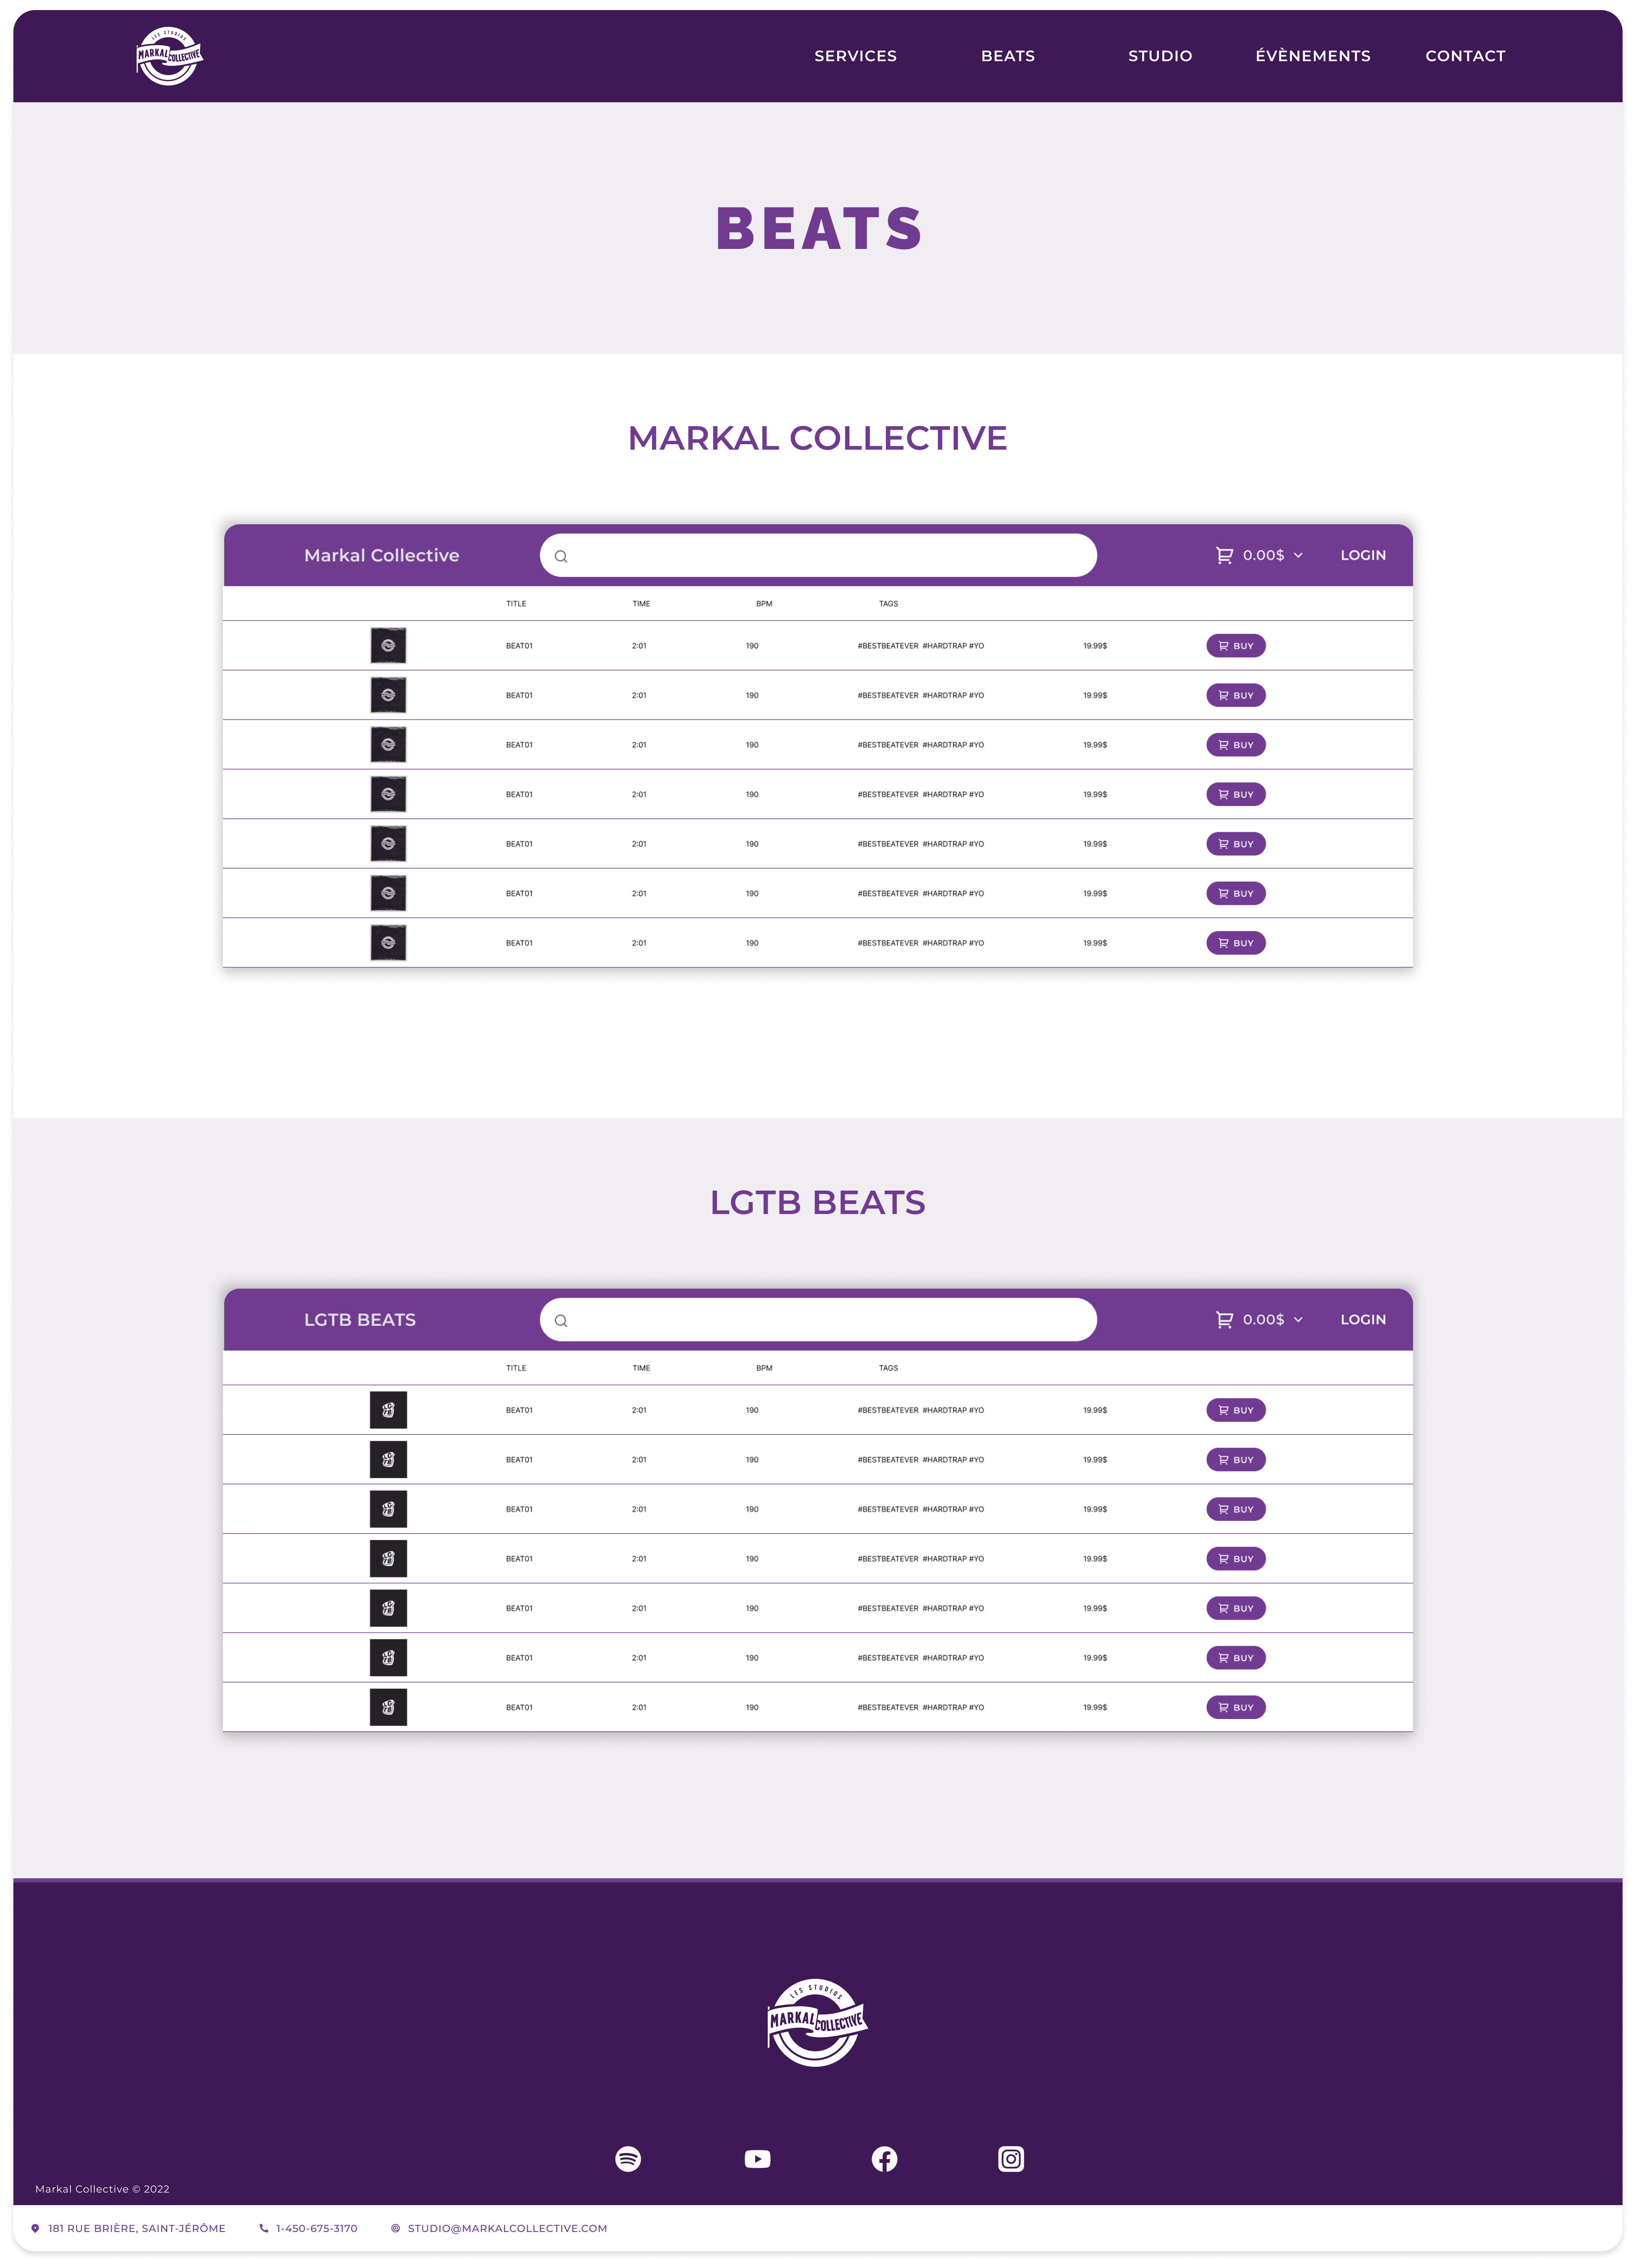 LES STUDIOS
MARKAL COLLECTIVE
SERVICES BEATS STUDIO ÉVÈNEMENTS CONTACT
BEATS
MARKAL COLLECTIVE
Markal Collective 0.00$ LOGIN
TITLE TIME BPM TAGS
BEAT01 2:01 190 #BESTBEATEVER #HARDTRAP #YO 19.99$ BUY
BEAT01 2:01 190 #BESTBEATEVER #HARDTRAP #YO 19.99$ BUY
BEAT01 2:01 190 #BESTBEATEVER #HARDTRAP #YO 19.99$ BUY
BEAT01 2:01 190 #BESTBEATEVER #HARDTRAP #YO 19.99$ BUY
BEAT01 2:01 190 #BESTBEATEVER #HARDTRAP #YO 19.99$ BUY
BEAT01 2:01 190 #BESTBEATEVER #HARDTRAP #YO 19.99$ BUY
BEAT01 2:01 190 #BESTBEATEVER #HARDTRAP #YO 19.99$ BUY
LGTB BEATS
LGTB BEATS 0.00$ LOGIN
TITLE TIME BPM TAGS
BEAT01 2:01 190 #BESTBEATEVER #HARDTRAP #YO 19.99$ BUY
BEAT01 2:01 190 #BESTBEATEVER #HARDTRAP #YO 19.99$ BUY
BEAT01 2:01 190 #BESTBEATEVER #HARDTRAP #YO 19.99$ BUY
BEAT01 2:01 190 #BESTBEATEVER #HARDTRAP #YO 19.99$ BUY
BEAT01 2:01 190 #BESTBEATEVER #HARDTRAP #YO 19.99$ BUY
BEAT01 2:01 190 #BESTBEATEVER #HARDTRAP #YO 19.99$ BUY
BEAT01 2:01 190 #BESTBEATEVER #HARDTRAP #YO 19.99$ BUY
LES STUDIOS
MARKAL COLLECTIVE
Markal Collective © 2022
181 RUE BRIÈRE, SAINT-JÉRÔME 1-450-675-3170 STUDIO@MARKALCOLLECTIVE.COM